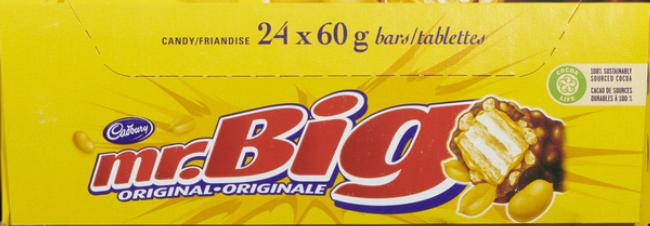 CANDY/FRIANDISE 24 x 60 g bars/tablettes
COCOA
LIFE
100% SUSTAINABLY
SOURCED COCOA
CACAO DE SOURCES
DURABLES À 100 %
Cadbury
mr.Big
ORIGINAL•ORIGINALE